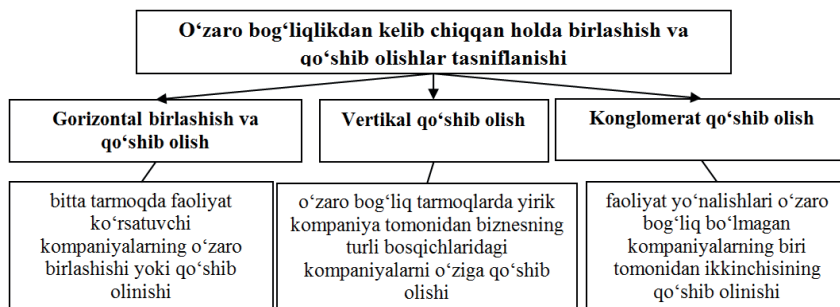 O‘zaro bog‘liqlikdan kelib chiqqan holda birlashish va
qo‘shib olishlar tasniflanishi
Gorizontal birlashish va
qo‘shib olish
Vertikal qo‘shib olish
Konglomerat qo‘shib olish
bitta tarmoqda faoliyat
ko‘rsatuvchi
kompaniyalarning o‘zaro
birlashishi yoki qo‘shib
olinishi
o‘zaro bog‘liq tarmoqlarda yirik
kompaniya tomonidan biznesning
turli bosqichlaridagi
kompaniyalarni o‘ziga qo‘shib
olishi
faoliyat yo‘nalishlari o‘zaro
bog‘liq bo‘lmagan
kompaniyalarning biri
tomonidan ikkinchisining
qo‘shib olinishi